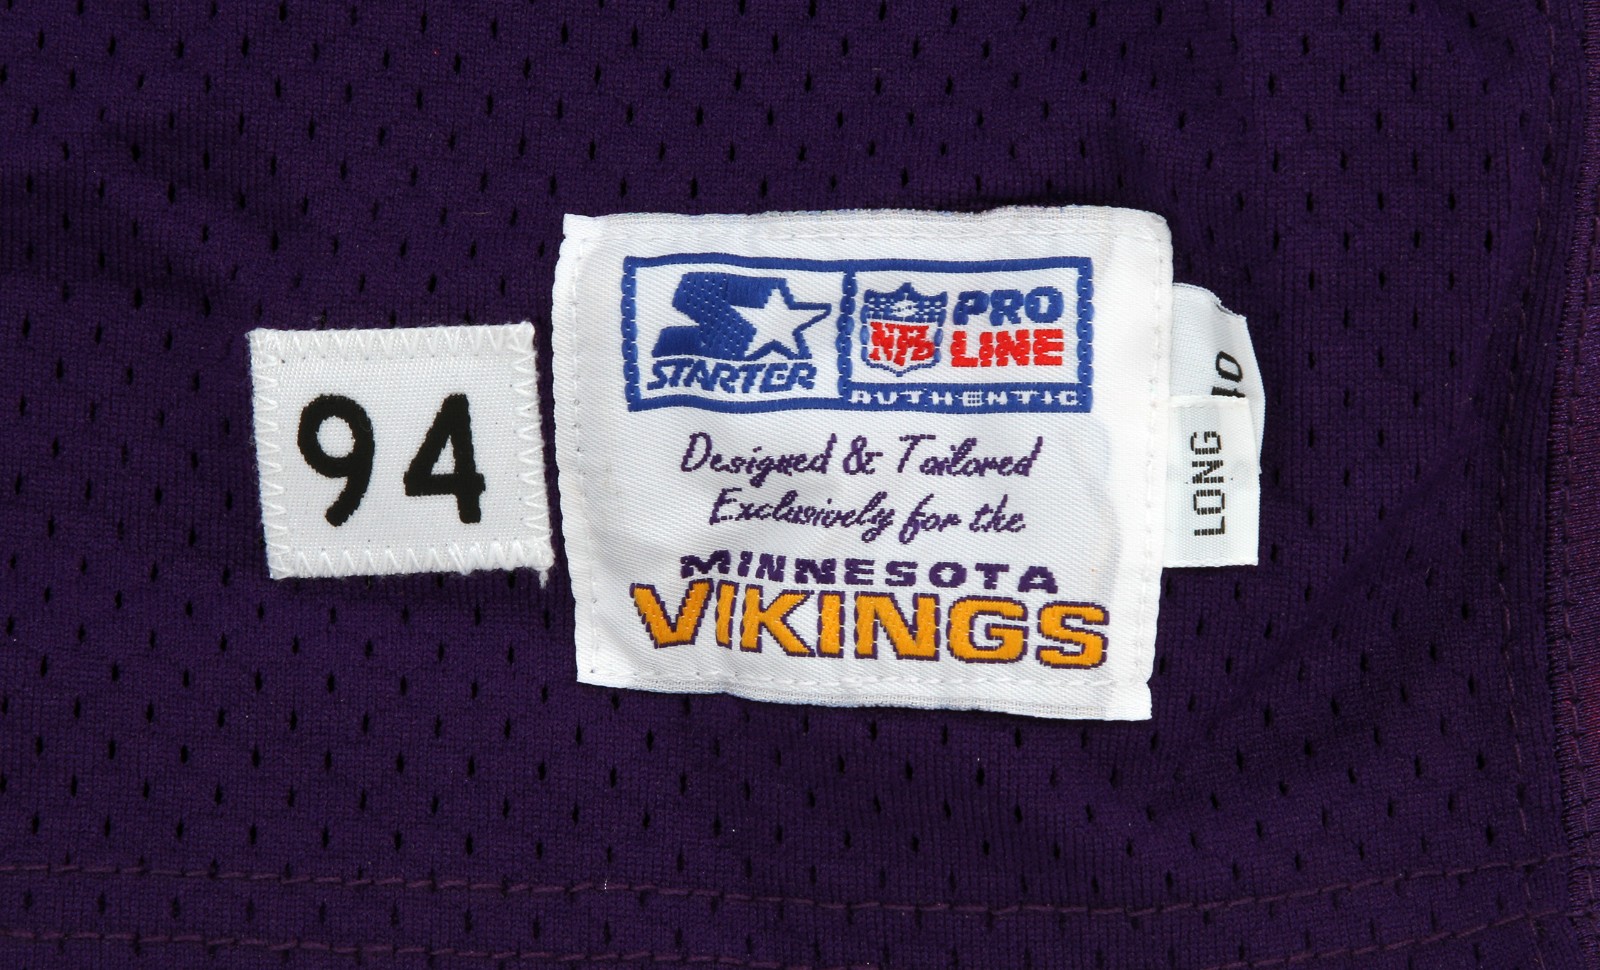 94
STARTER
NFL
PRO
LINE
AUTHENTIC
Designed & Tailored
Exclusively for the
MINNESOTA
VIKINGS
LONG